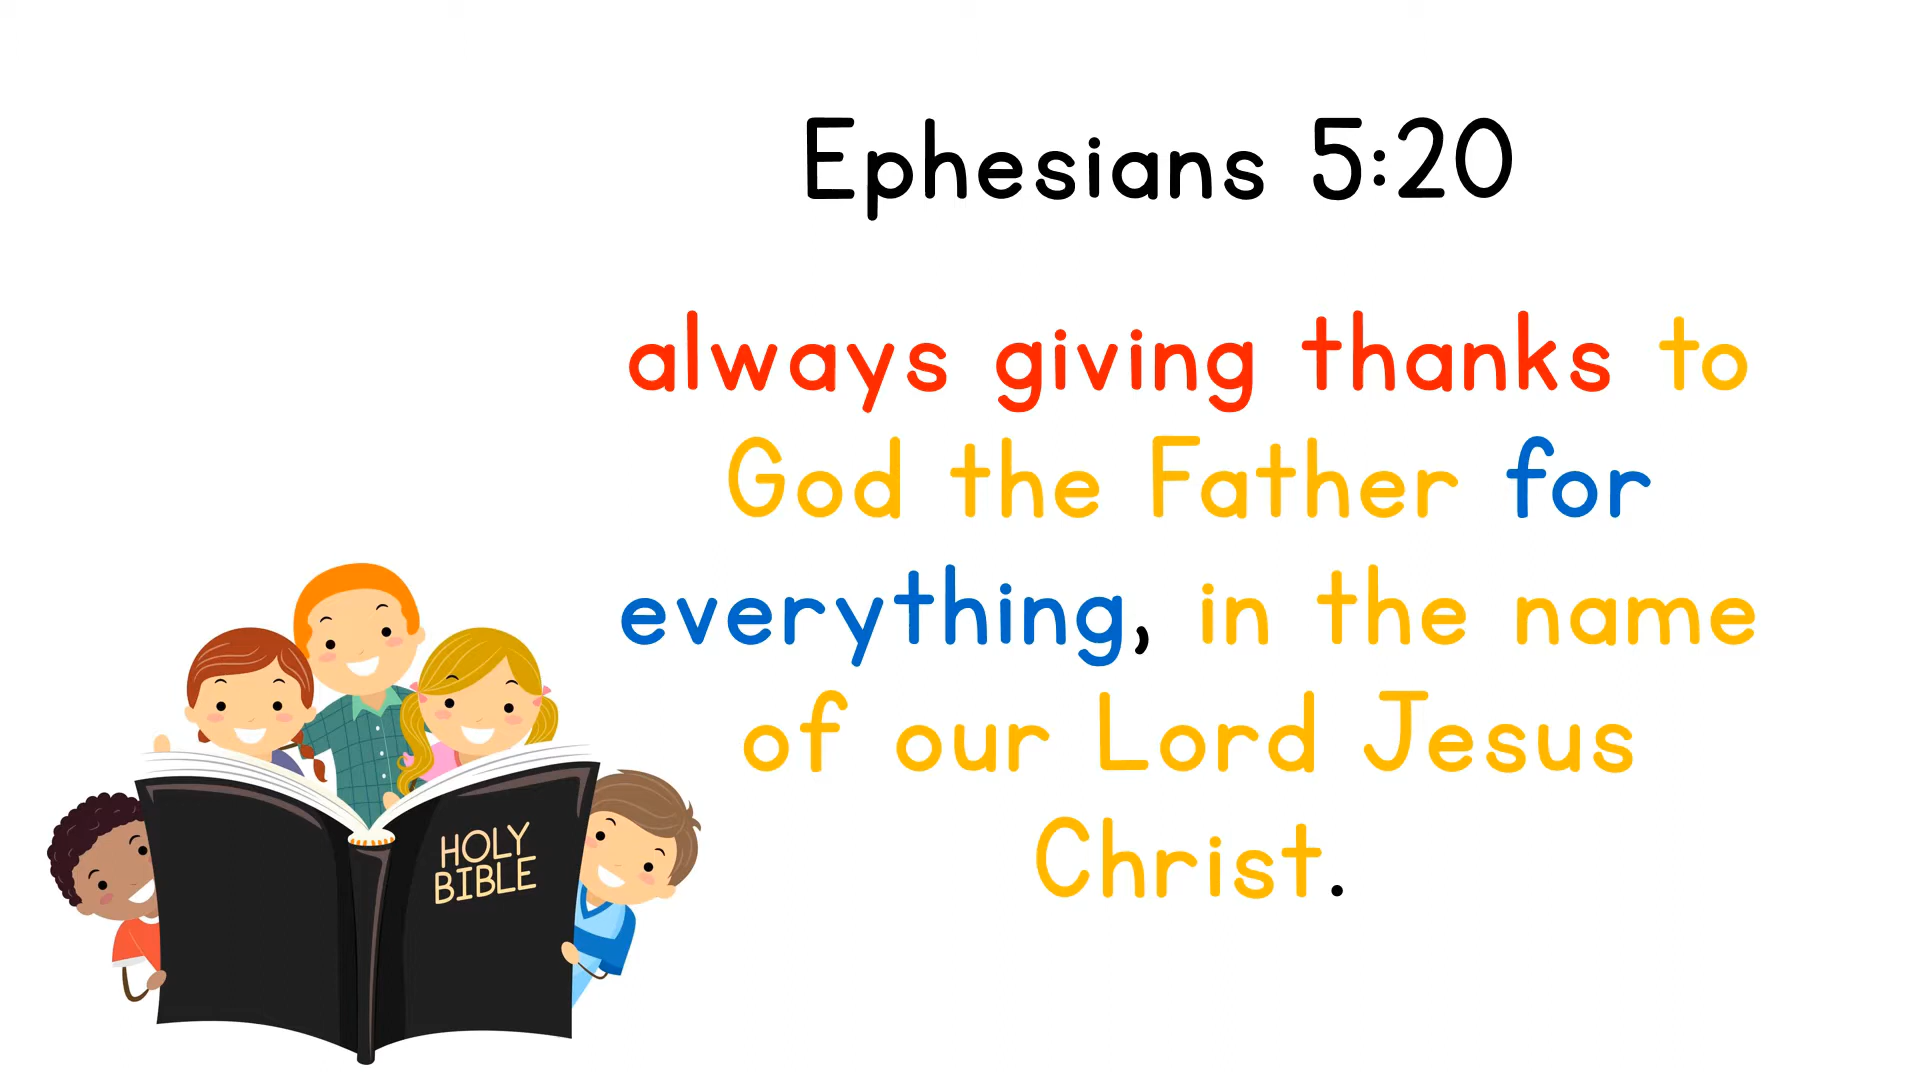 Ephesians 5:20
always giving thanks to
God the Father for
everything, in the name
of our Lord Jesus
Christ.
HOLY
BIBLE